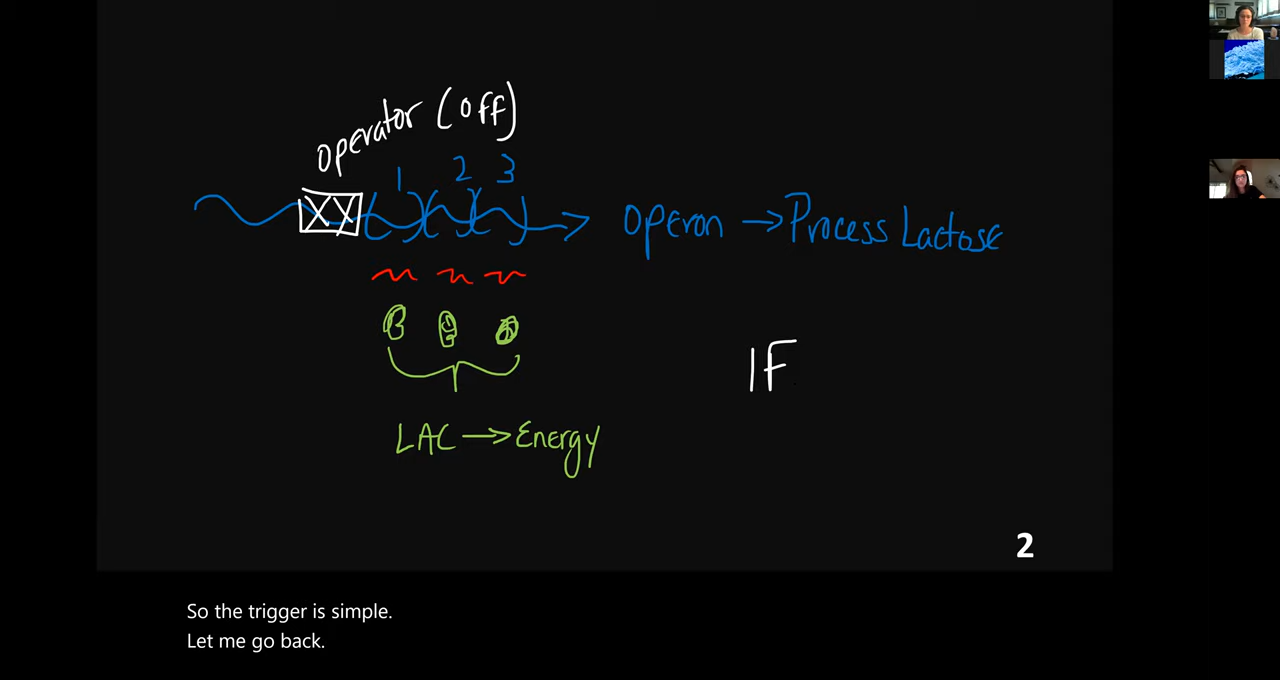 operator (off)
1 2 3
operon → Process Lactose
IF
LAC → Energy
2
So the trigger is simple.
Let me go back.